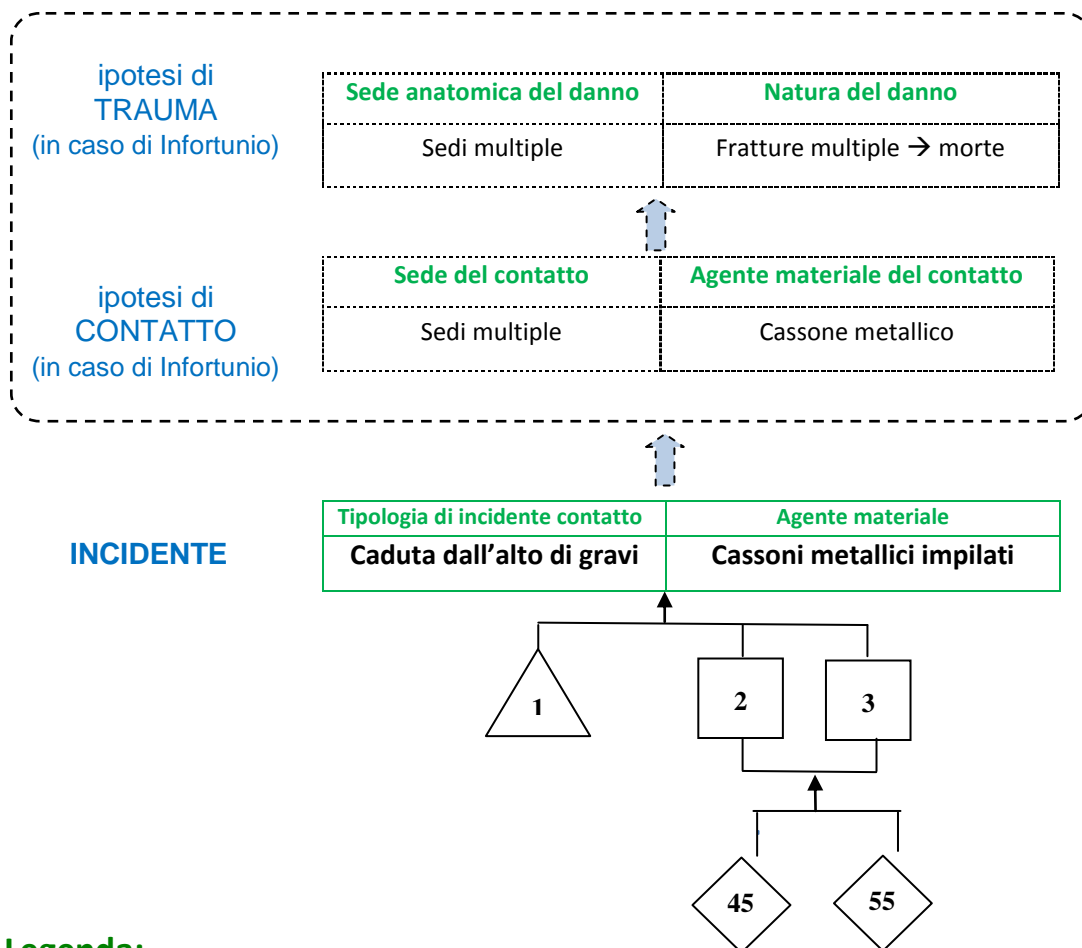 ipotesi di
TRAUMA
(in caso di Infortunio)
Sede anatomica del danno
Natura del danno
Sedi multiple
Fratture multiple → morte
ipotesi di
CONTATTO
(in caso di Infortunio)
Sede del contatto
Agente materiale del contatto
Sedi multiple
Cassone metallico
INCIDENTE
Tipologia di incidente contatto
Agente materiale
Caduta dall'alto di gravi
Cassoni metallici impilati
1
2
3
45
55
Legenda: